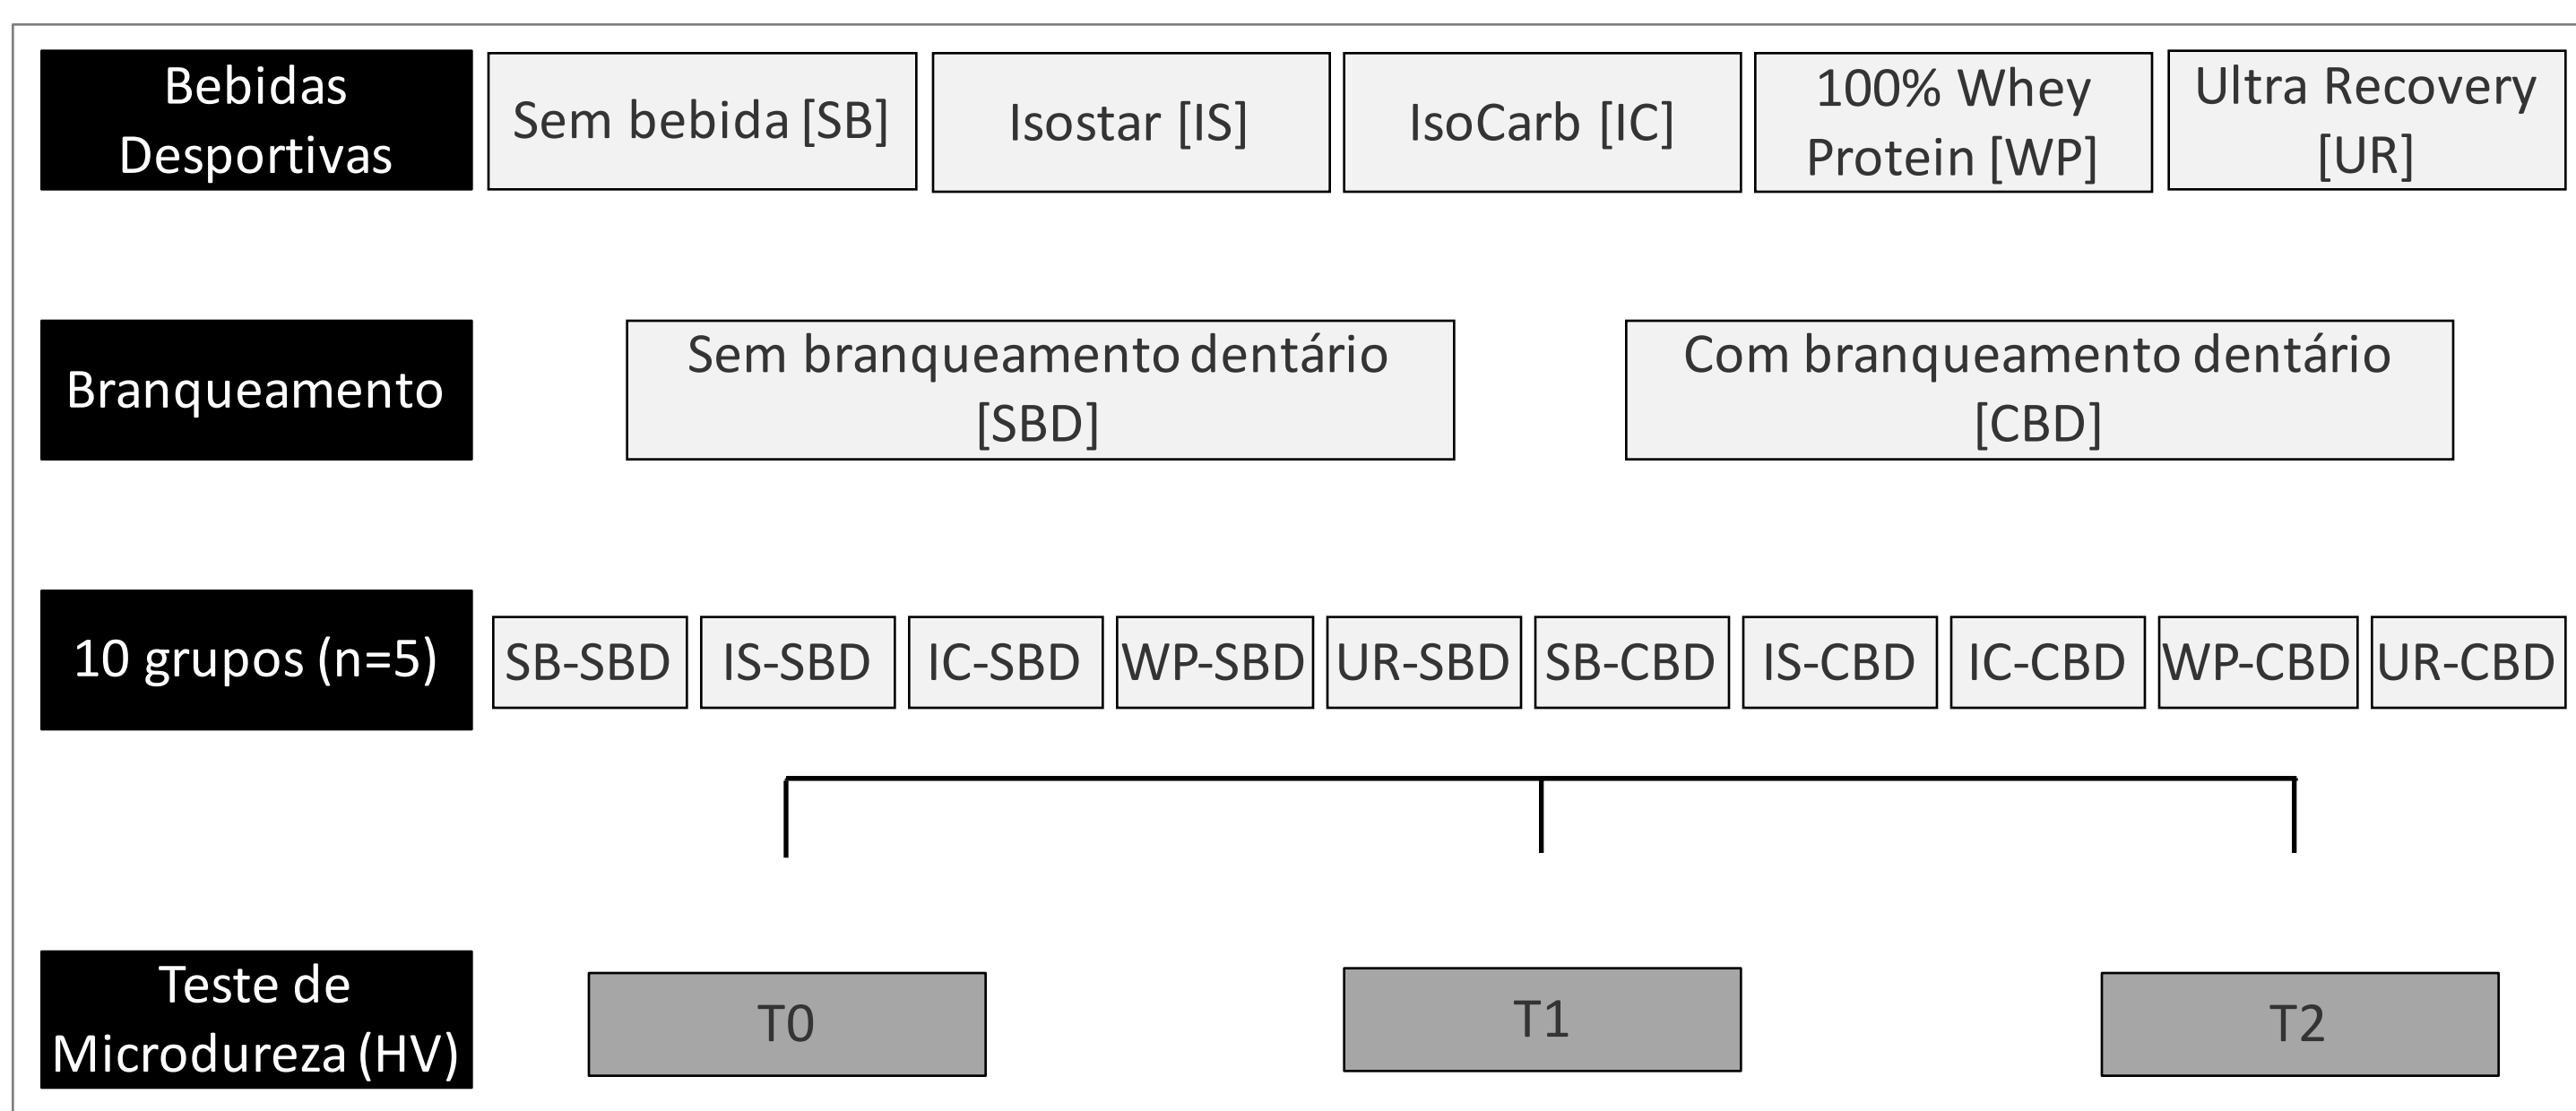 Bebidas
Desportivas
Sem bebida [SB]
Isostar [IS]
IsoCarb [IC]
100% Whey
Protein [WP]
Ultra Recovery
[UR]
Branqueamento
Sem branqueamento dentário
[SBD]
Com branqueamento dentário
[CBD]
10 grupos (n=5)
SB-SBD
IS-SBD
IC-SBD
WP-SBD
UR-SBD
SB-CBD
IS-CBD
IC-CBD
WP-CBD
UR-CBD
Teste de
Microdureza (HV)
T0
T1
T2